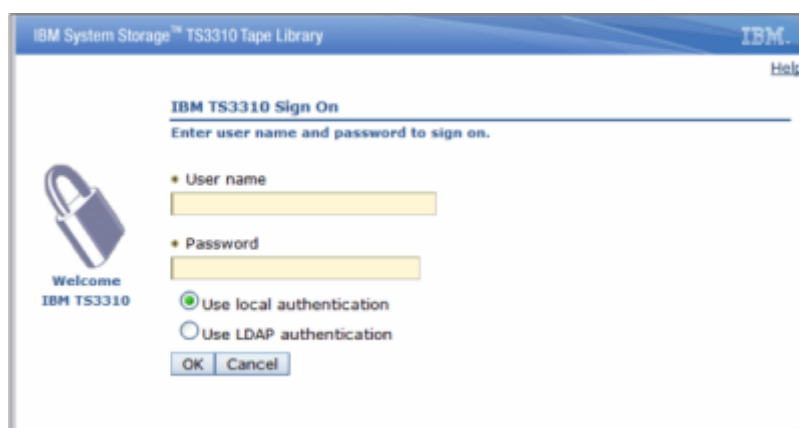 IBM System Storage™ TS3310 Tape Library
IBM.
Help
IBM TS3310 Sign On
Enter user name and password to sign on.
User name
Password
Welcome
IBM TS3310
Use local authentication
Use LDAP authentication
OK Cancel